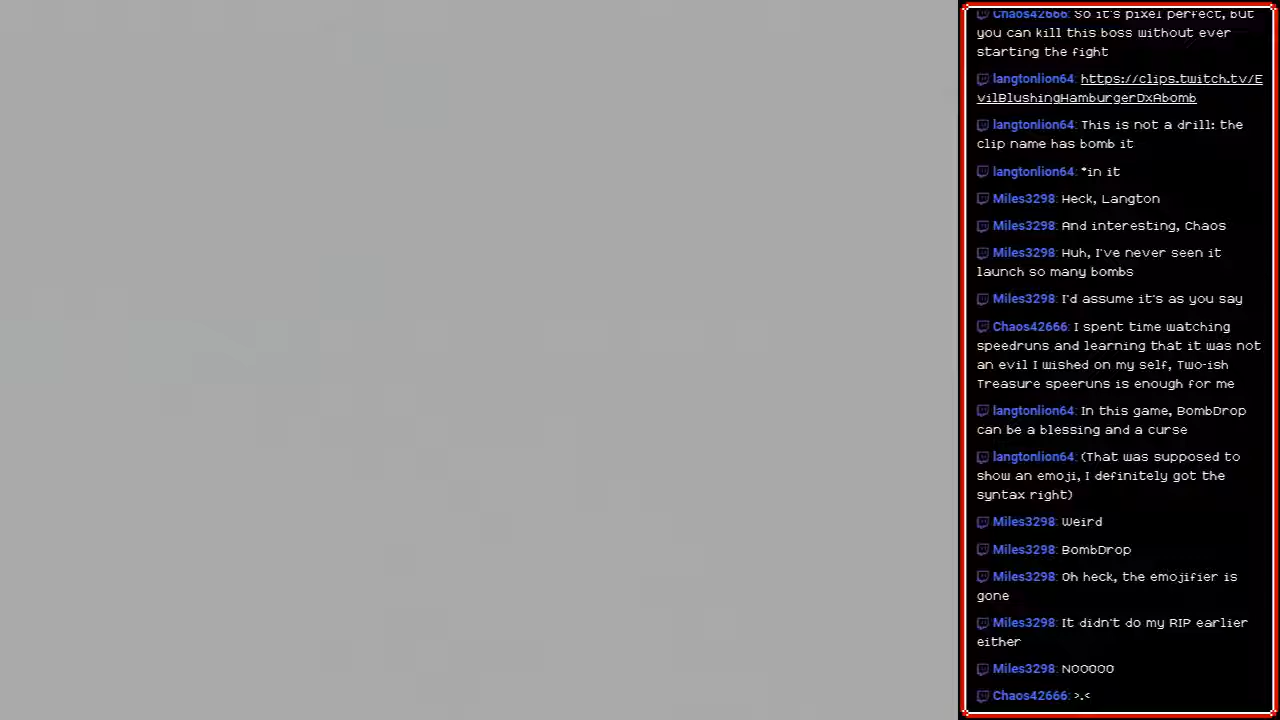 Chaos42666: So it's pixel perfect, but
you can kill this boss without ever
starting the fight
langtonlion64: https://clips.twitch.tv/E
vilBlushingHamburgerDxAbomb
langtonlion64: This is not a drill: the
clip name has bomb it
langtonlion64: *in it
Miles3298: Heck, Langton
Miles3298: And interesting, Chaos
Miles3298: Huh, I've never seen it
launch so many bombs
Miles3298: I'd assume it's as you say
Chaos42666: I spent time watching
speedruns and learning that it was not
an evil I wished on my self, Two-ish
Treasure speeruns is enough for me
langtonlion64: In this game, BombDrop
can be a blessing and a curse
langtonlion64: (That was supposed to
show an emoji, I definitely got the
syntax right)
Miles3298: Weird
Miles3298: BombDrop
Miles3298: Oh heck, the emojifier is
gone
Miles3298: It didn't do my RIP earlier
either
Miles3298: NOOOOO
Chaos42666: >.<